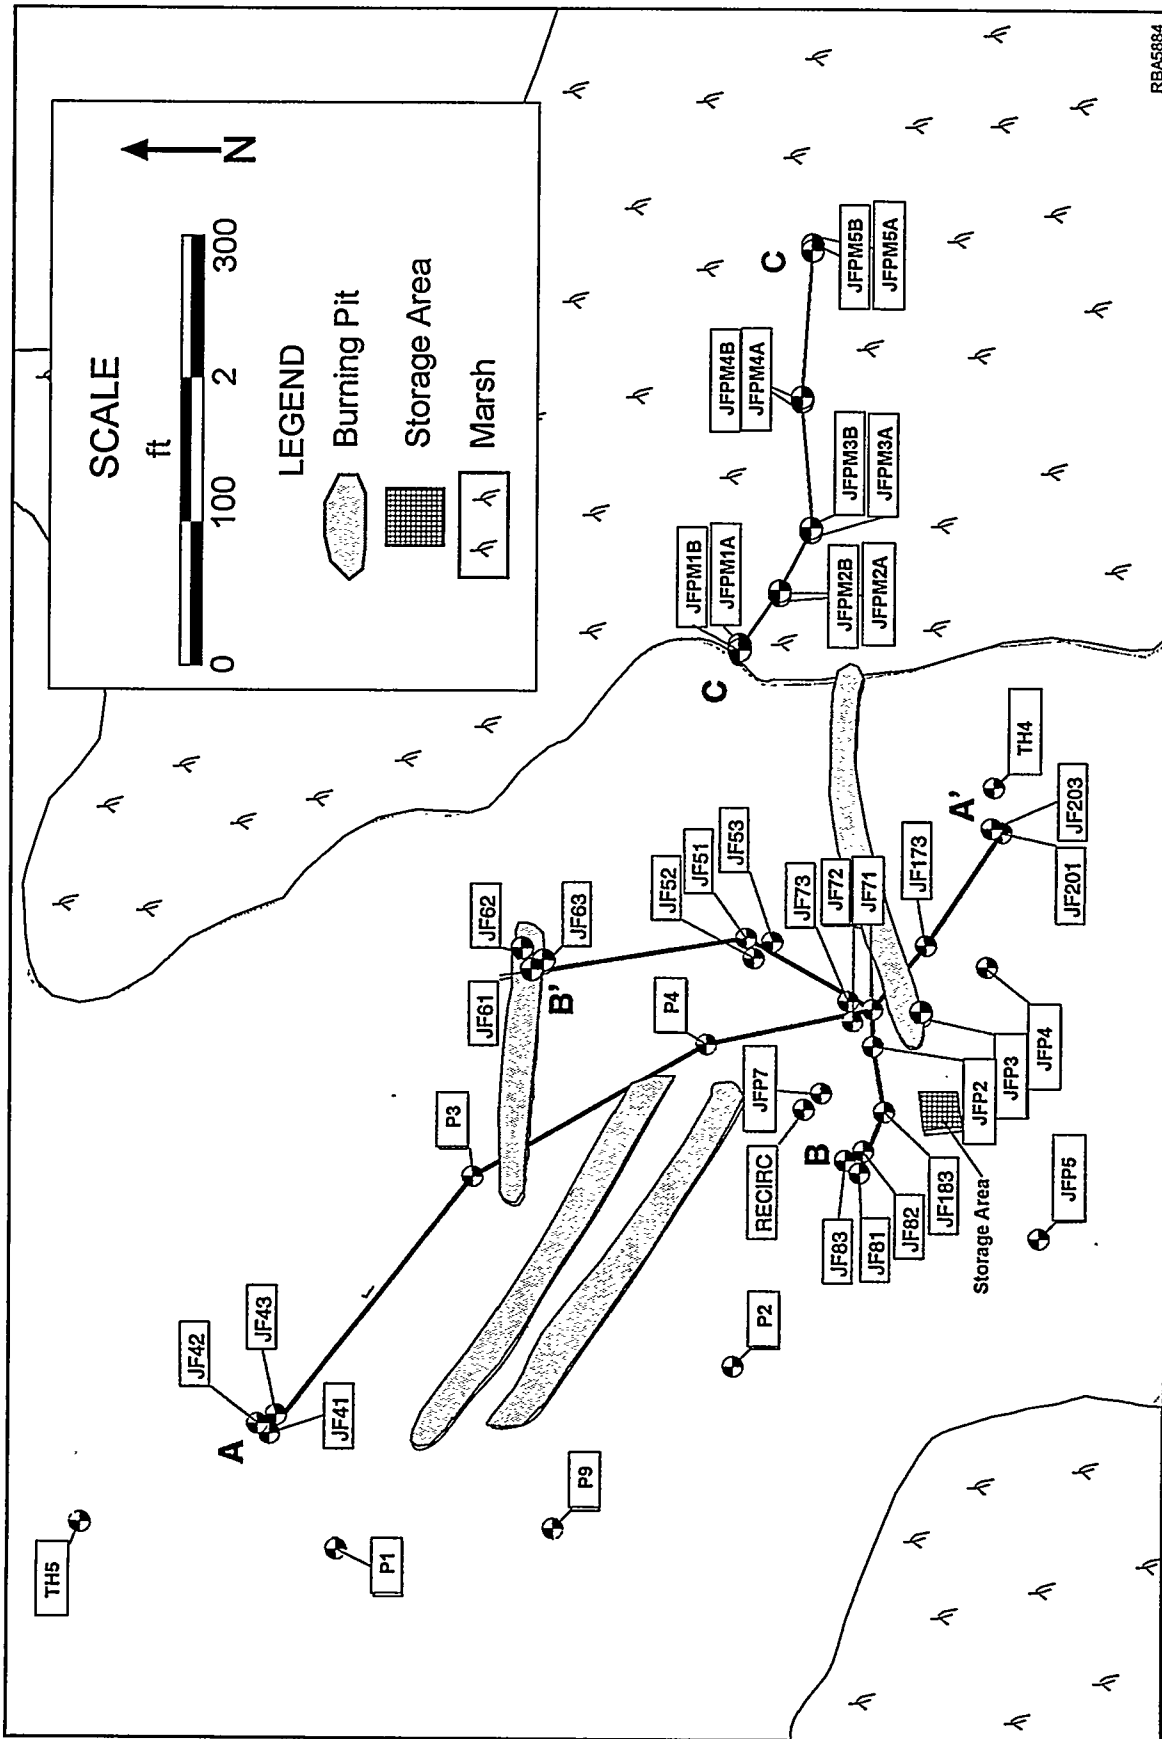 SCALE
ft
0
100
2
300
N
LEGEND
Burning Pit
Storage Area
Marsh
TH5
P1
P9
A
JF42
JF43
JF41
P3
JF62
JF61
JF63
B'
P4
JF52
JF51
JF53
P2
RECIRC
JFP7
JF73
JF72
JF71
B
JF83
JF81
JF82
JF183
Storage Area
JFP5
JFP2
JFP3
JFP4
JF173
A'
TH4
JF203
JF201
C
JFPM1B
JFPM1A
JFPM2B
JFPM2A
JFPM3B
JFPM3A
JFPM4B
JFPM4A
C
JFPM5B
JFPM5A
RBA5884